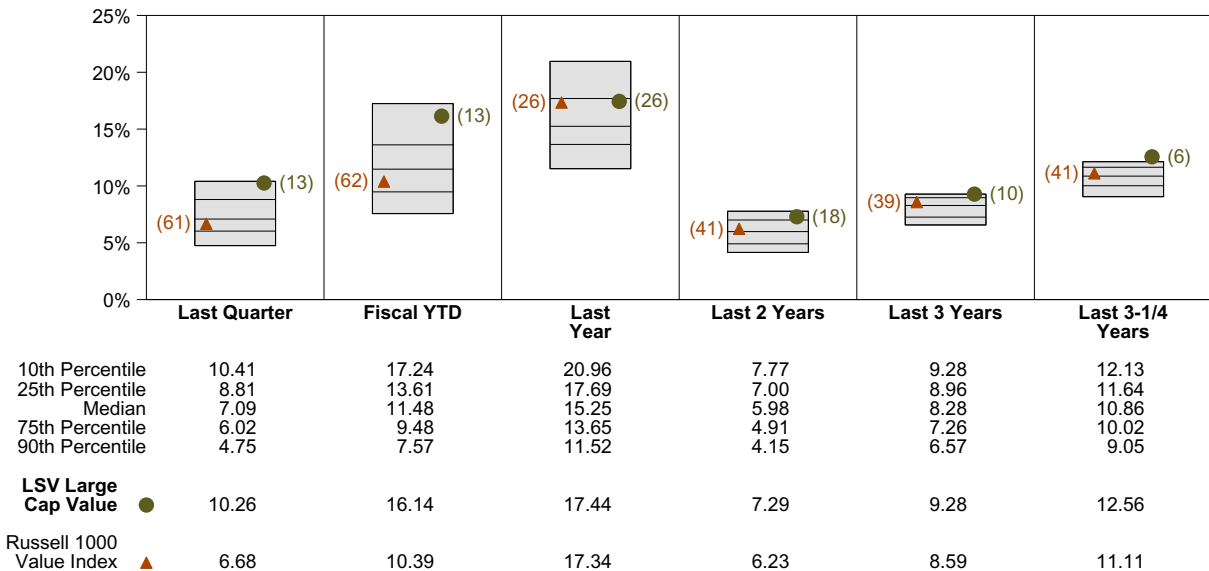 25%
20%
15%
10%
5%
0%
(61) (13)
(62) (13)
(26) (26)
(41) (18)
(39) (10)
(41) (6)
Last Quarter Fiscal YTD Last Year Last 2 Years Last 3 Years Last 3-1/4 Years
10th Percentile 10.41 17.24 20.96 7.77 9.28 12.13
25th Percentile 8.81 13.61 17.69 7.00 8.96 11.64
Median 7.09 11.48 15.25 5.98 8.28 10.86
75th Percentile 6.02 9.48 13.65 4.91 7.26 10.02
90th Percentile 4.75 7.57 11.52 4.15 6.57 9.05
LSV Large
Cap Value 10.26 16.14 17.44 7.29 9.28 12.56
Russell 1000
Value Index 6.68 10.39 17.34 6.23 8.59 11.11